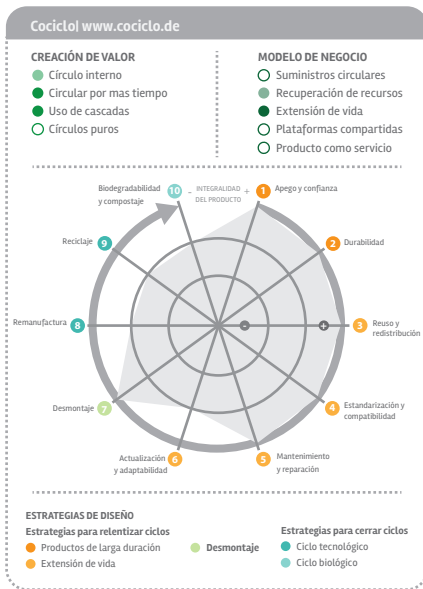 Cociclo| www.cociclo.de
CREACIÓN DE VALOR
Círculo interno
Circular por mas tiempo
Uso de cascadas
Círculos puros
MODELO DE NEGOCIO
Suministros circulares
Recuperación de recursos
Extensión de vida
Plataformas compartidas
Producto como servicio
Biodegradabilidad
y compostaje
10
- INTEGRALIDAD +
DEL PRODUCTO
1
Apego y confianza
Reciclaje
9
2
Durabilidad
Remanufactura
8
-
+
3
Reuso y
redistribución
Desmontaje
7
4
Estandarización y
compatibilidad
Actualización
y adaptabilidad
6
5
Mantenimiento
y reparación
ESTRATEGIAS DE DISEÑO
Estrategias para relentizar ciclos
Productos de larga duración
Extensión de vida
Desmontaje
Estrategias para cerrar ciclos
Ciclo tecnológico
Ciclo biológico